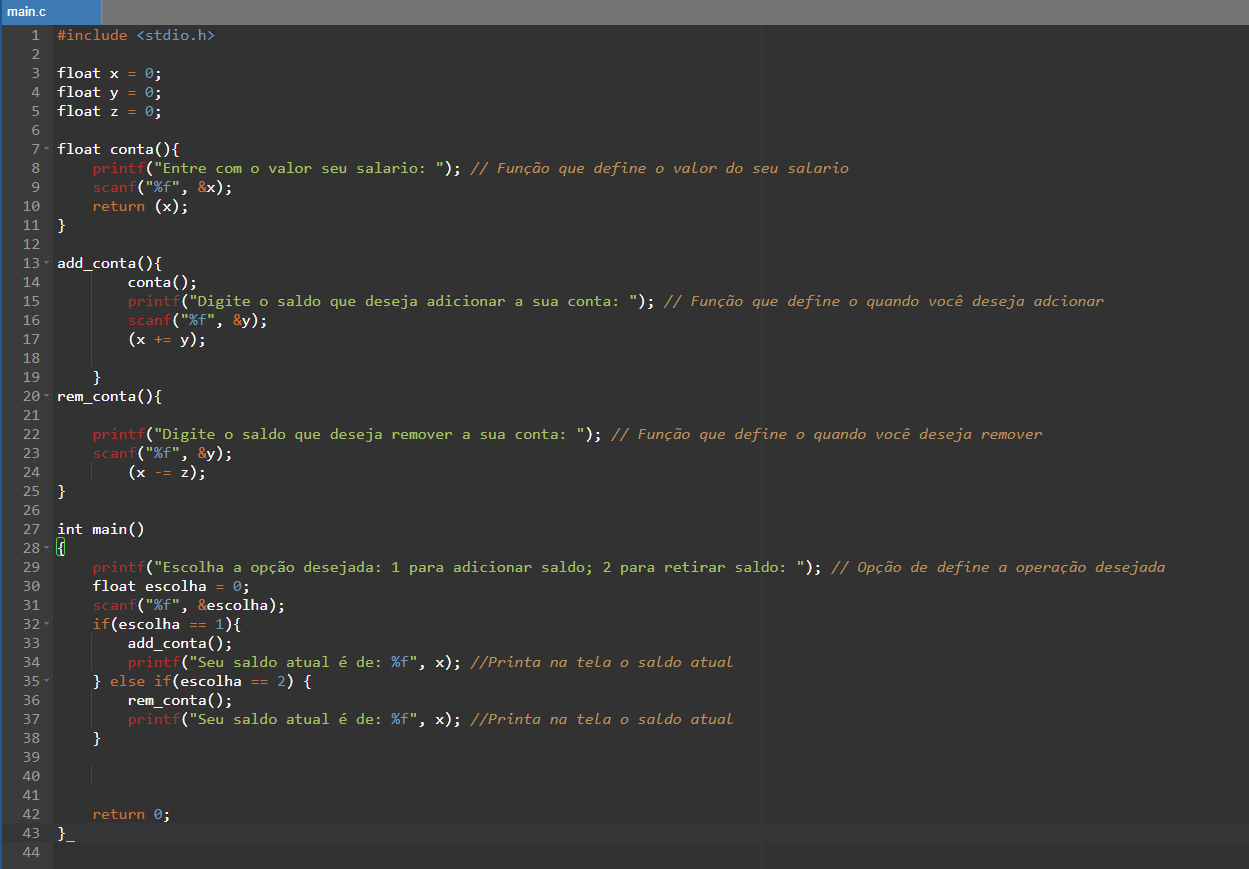 main.c
1 #include <stdio.h>
2
3 float x = 0;
4 float y = 0;
5 float z = 0;
6
7 float conta(){
8 printf("Entre com o valor seu salario: "); // Função que define o valor do seu salario
9 scanf("%f", &x);
10 return (x);
11 }
12
13 add_conta(){
14 conta();
15 printf("Digite o saldo que deseja adicionar a sua conta: "); // Função que define o quando você deseja adcionar
16 scanf("%f", &y);
17 (x += y);
18
19 }
20 rem_conta(){
21
22 printf("Digite o saldo que deseja remover a sua conta: "); // Função que define o quando você deseja remover
23 scanf("%f", &y);
24 (x -= z);
25 }
26
27 int main()
28 {
29 printf("Escolha a opção desejada: 1 para adicionar saldo; 2 para retirar saldo: "); // Opção de define a operação desejada
30 float escolha = 0;
31 scanf("%f", &escolha);
32 if(escolha == 1){
33 add_conta();
34 printf("Seu saldo atual é de: %f", x); //Printa na tela o saldo atual
35 } else if(escolha == 2) {
36 rem_conta();
37 printf("Seu saldo atual é de: %f", x); //Printa na tela o saldo atual
38 }
39
40
41
42 return 0;
43 }_
44